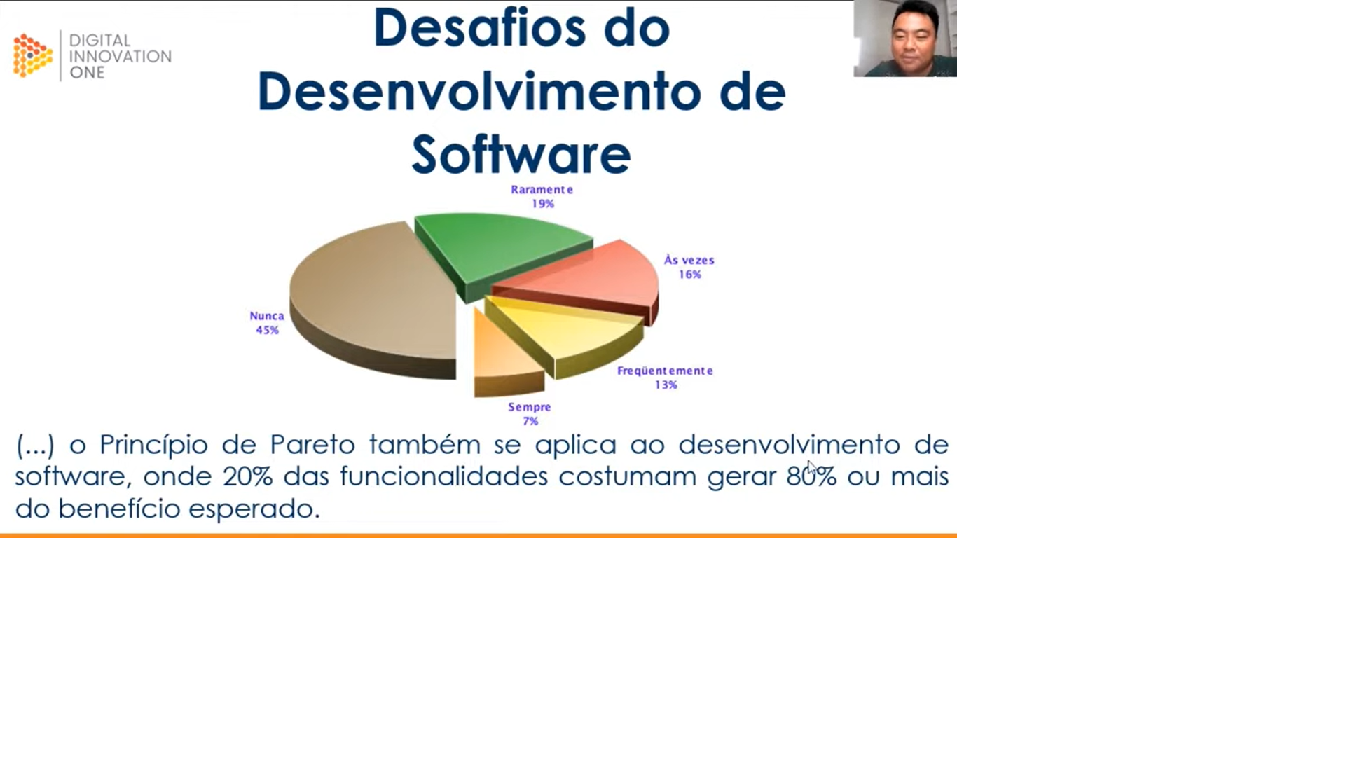 DIGITAL
INNOVATION
ONE
Desafios do
Desenvolvimento de
Software
Raramente
19%
Às vezes
16%
Nunca
45%
Freqüentemente
13%
Sempre
7%
(...) o Princípio de Pareto também se aplica ao desenvolvimento de
software, onde 20% das funcionalidades costumam gerar 80% ou mais
do benefício esperado.